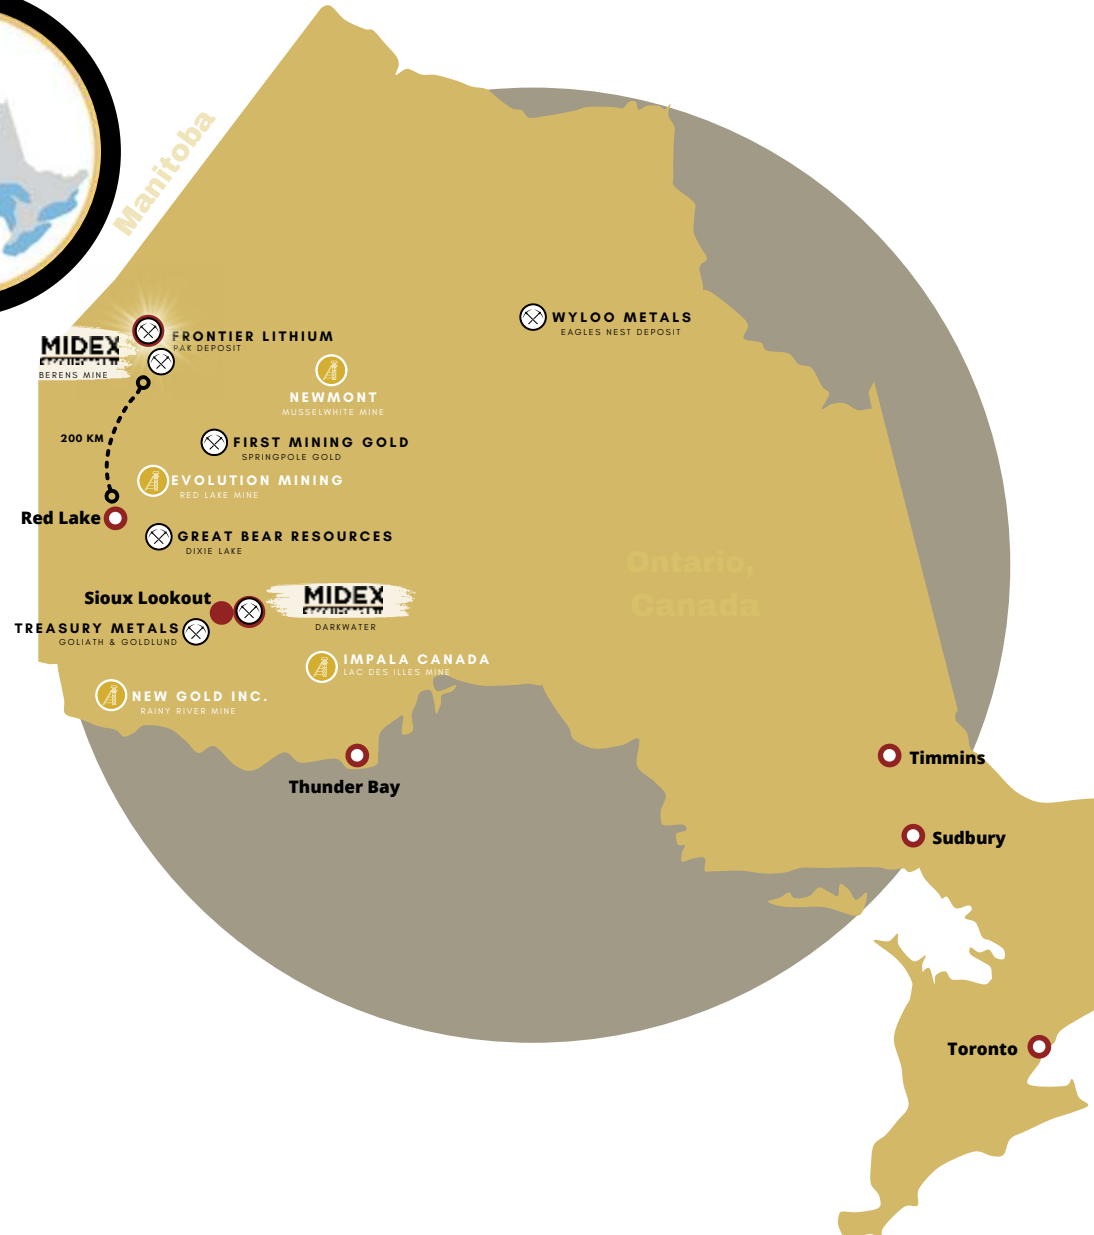 Manitoba
WYLOO METALS
EAGLES NEST DEPOSIT
FRONTIER LITHIUM
PAK DEPOSIT
MIDEX
BERENS MINE
NEWMONT
MUSSELWHITE MINE
200 KM
FIRST MINING GOLD
SPRINGPOLE GOLD
EVOLUTION MINING
RED LAKE MINE
Red Lake
GREAT BEAR RESOURCES
DIXIE LAKE
Ontario,
Canada
Sioux Lookout
MIDEX
DARKWATER
TREASURY METALS
GOLIATH & GOLDLUND
IMPALA CANADA
LAC DES ILLES MINE
NEW GOLD INC.
RAINY RIVER MINE
Thunder Bay
Timmins
Sudbury
Toronto